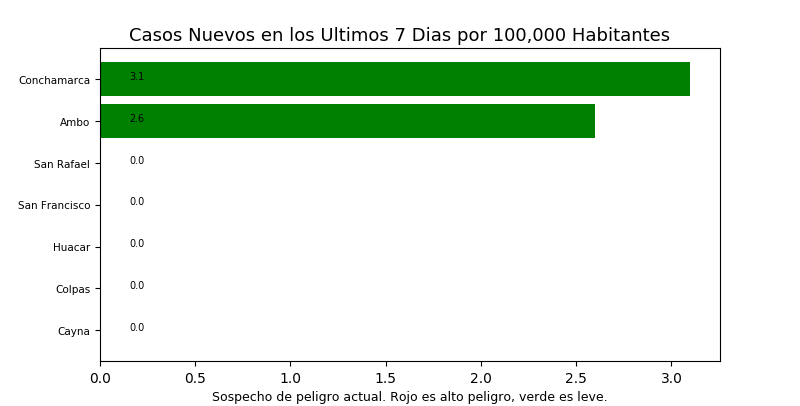 Casos Nuevos en los Ultimos 7 Dias por 100,000 Habitantes
Conchamarca 3.1
Ambo 2.6
San Rafael 0.0
San Francisco 0.0
Huacar 0.0
Colpas 0.0
Cayna 0.0
0.0 0.5 1.0 1.5 2.0 2.5 3.0
Sospecho de peligro actual. Rojo es alto peligro, verde es leve.